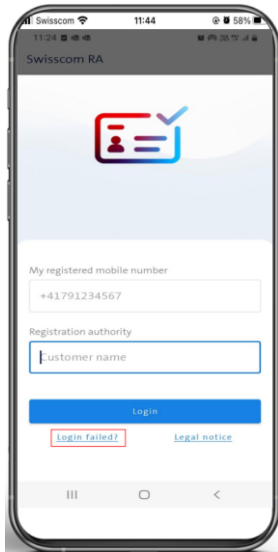 Swisscom 11:44 58%
11:24
Swisscom RA
My registered mobile number
+41791234567
Registration authority
Customer name
Login
Login failed? Legal notice